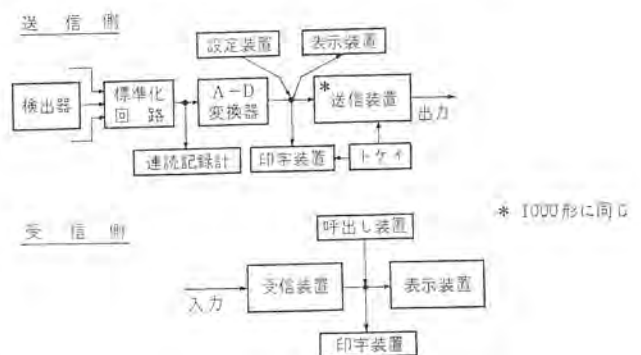 送信側
設定装置
表示装置
検出器
標準化
回路
A-D
変換器
*送信装置
出力
連続記録計
印字装置
トケイ
* 1000形に同じ
受信側
呼出し装置
受信装置
表示装置
入力
印字装置